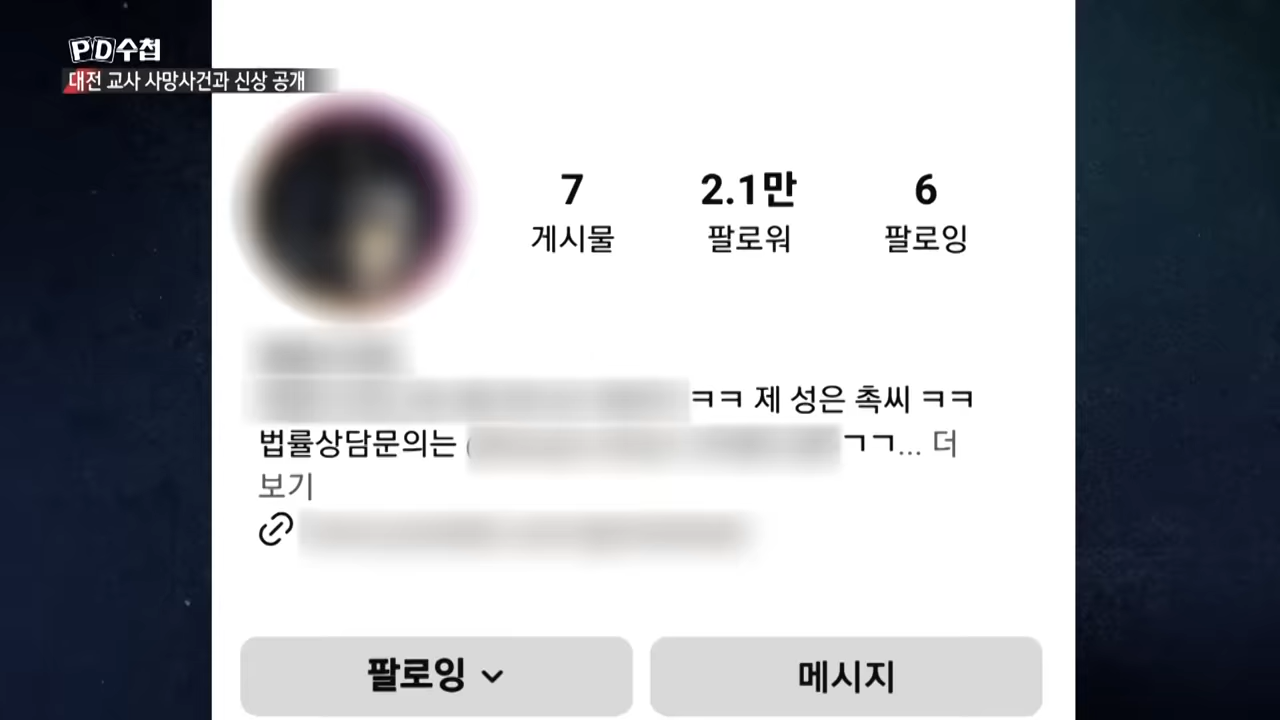 PD수첩
대전 교사 사망사건과 신상 공개
7
2.1만
6
게시물
팔로워
팔로잉
ㅋㅋ 제 성은 촉씨 ㅋㅋ
법률상담문의는 ( ㄱㄱ... 더
보기
팔로잉
메시지